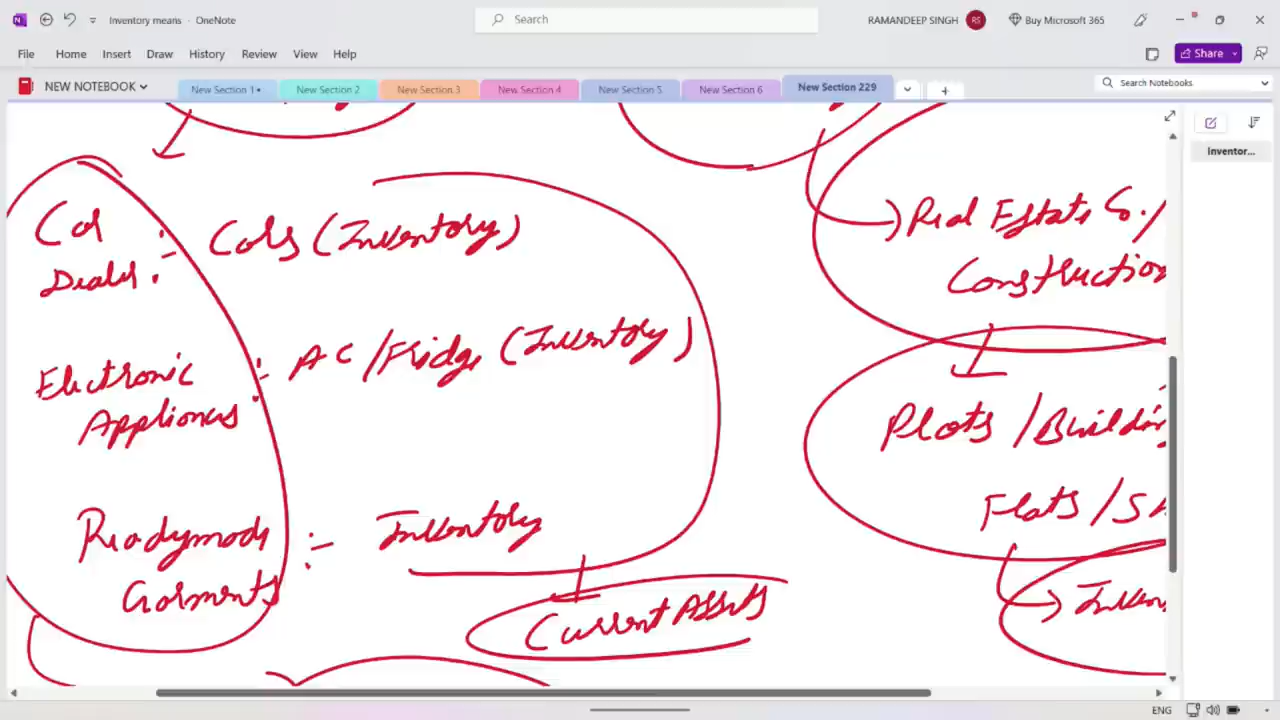 Inventory means - OneNote
Search
RAMANDEEP SINGH
RS
Buy Microsoft 365
File
Home
Insert
Draw
History
Review
View
Help
Share
NEW NOTEBOOK
New Section 1
New Section 2
New Section 3
New Section 4
New Section 5
New Section 6
New Section 229
Search Notebooks
Inventor...
Car
Dealer :-
Cars (Inventory)
Electronic
Appliances :-
AC/Fridge (Inventory)
Readymade
Garments :-
Inventory
Current Assets
Real Estate Co./
Construction
Plots / Building
Flats / Sh
Inven
ENG